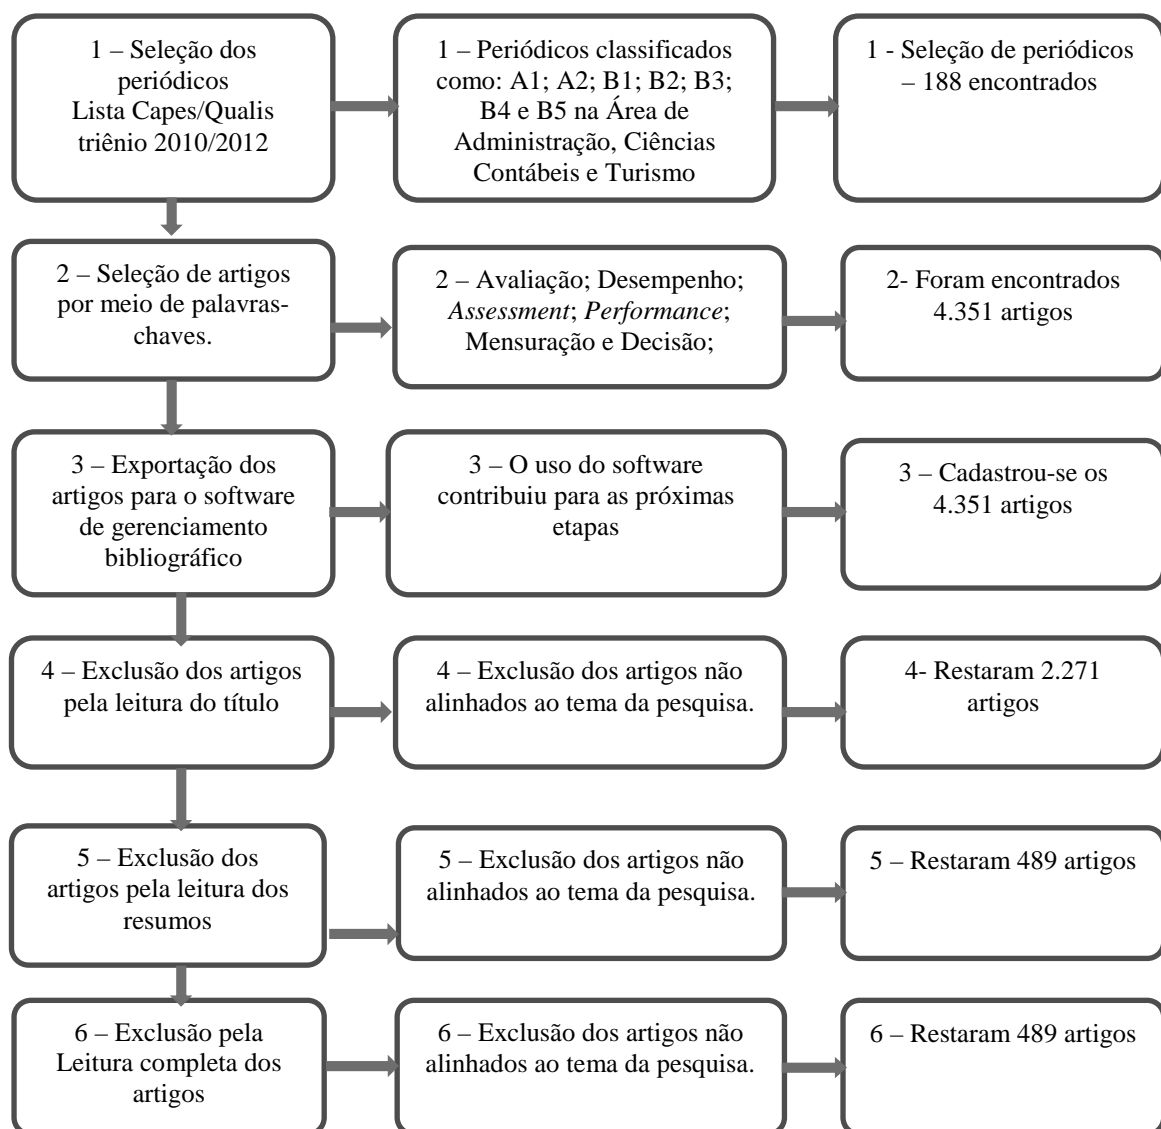 1 – Seleção dos
periódicos
Lista Capes/Qualis
triênio 2010/2012
1 – Periódicos classificados
como: A1; A2; B1; B2; B3;
B4 e B5 na Área de
Administração, Ciências
Contábeis e Turismo
1 - Seleção de periódicos
– 188 encontrados
2 – Seleção de artigos
por meio de palavras-
chaves.
2 – Avaliação; Desempenho;
Assessment; Performance;
Mensuração e Decisão;
2- Foram encontrados
4.351 artigos
3 – Exportação dos
artigos para o software
de gerenciamento
bibliográfico
3 – O uso do software
contribuiu para as próximas
etapas
3 – Cadastrou-se os
4.351 artigos
4 – Exclusão dos artigos
pela leitura do título
4 – Exclusão dos artigos não
alinhados ao tema da pesquisa.
4- Restaram 2.271
artigos
5 – Exclusão dos
artigos pela leitura dos
resumos
5 – Exclusão dos artigos não
alinhados ao tema da pesquisa.
5 – Restaram 489 artigos
6 – Exclusão pela
Leitura completa dos
artigos
6 – Exclusão dos artigos não
alinhados ao tema da pesquisa.
6 – Restaram 489 artigos